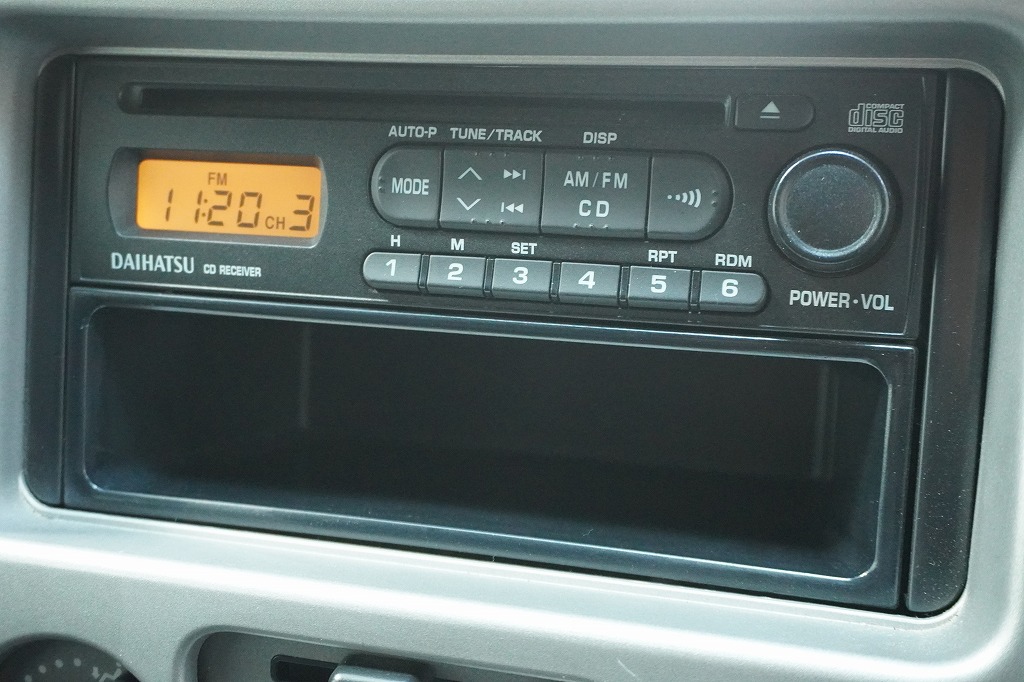 COMPACT
disc
DIGITAL AUDIO
AUTO-P TUNE/TRACK DISP
FM
11:20 CH 3
MODE
AM/FM
CD
DAIHATSU CD RECEIVER
H M SET RPT RDM
1 2 3 4 5 6
POWER・VOL